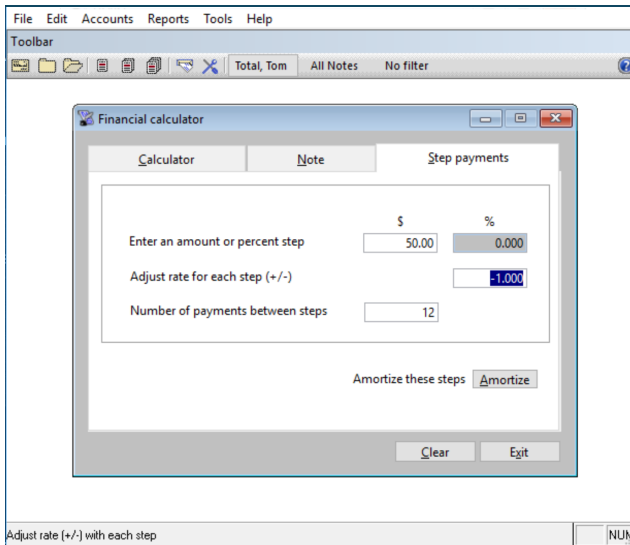 File Edit Accounts Reports Tools Help
Toolbar
Total, Tom All Notes No filter
Financial calculator
Calculator Note Step payments
$ %
Enter an amount or percent step 50.00 0.000
Adjust rate for each step (+/-) -1.000
Number of payments between steps 12
Amortize these steps Amortize
Clear Exit
Adjust rate (+/-) with each step